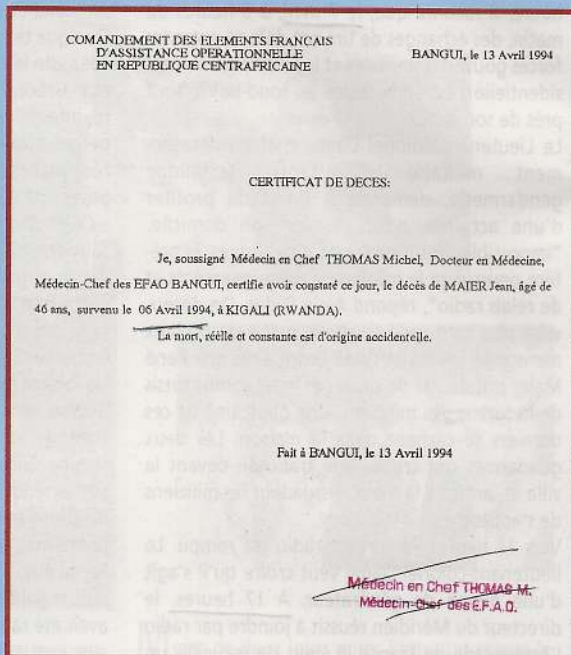 COMANDEMENT DES ELEMENTS FRANÇAIS
D'ASSISTANCE OPERATIONNELLE
EN REPUBLIQUE CENTRAFRICAINE
BANGUI, le 13 Avril 1994
CERTIFICAT DE DECES:
Je, soussigné Médecin en Chef THOMAS Michel, Docteur en Médecine,
Médecin-Chef des EFAO BANGUI, certifie avoir constaté ce jour, le décès de MAIER Jean, âgé de
46 ans, survenu le 06 Avril 1994, à KIGALI (RWANDA).
La mort, réelle et constante est d'origine accidentelle.
Fait à BANGUI, le 13 Avril 1994
Médecin en Chef THOMAS M.
Médecin-Chef des E.F.A.O.